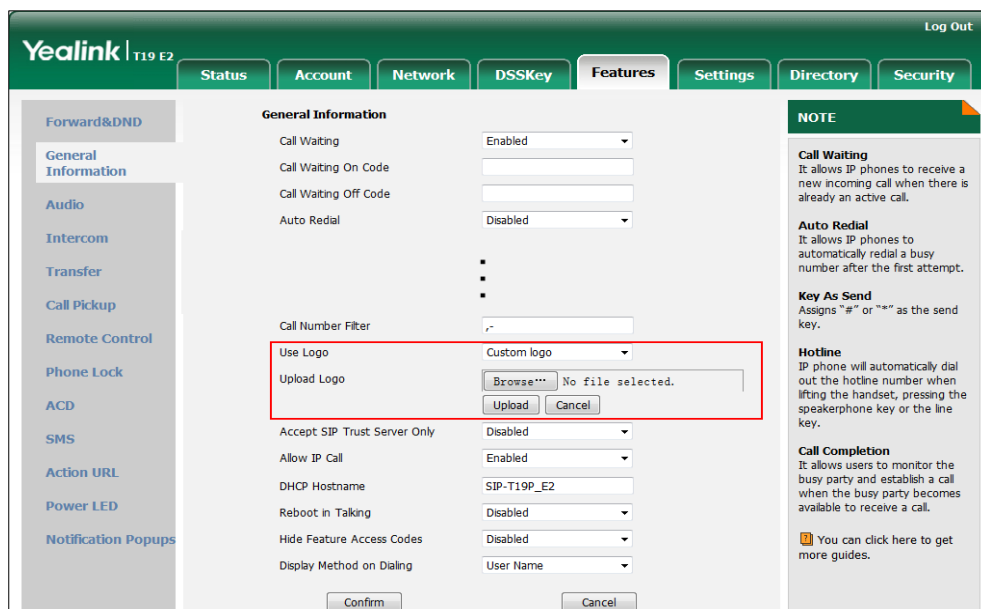 Log Out
Yealink T19 E2
Status Account Network DSSKey Features Settings Directory Security
Forward&DND
General
Information
Audio
Intercom
Transfer
Call Pickup
Remote Control
Phone Lock
ACD
SMS
Action URL
Power LED
Notification Popups
General Information
Call Waiting Enabled
Call Waiting On Code
Call Waiting Off Code
Auto Redial Disabled
Call Number Filter ,-
Use Logo Custom logo
Upload Logo Browse… No file selected.
Upload Cancel
Accept SIP Trust Server Only Disabled
Allow IP Call Enabled
DHCP Hostname SIP-T19P_E2
Reboot in Talking Disabled
Hide Feature Access Codes Disabled
Display Method on Dialing User Name
Confirm Cancel
NOTE
Call Waiting
It allows IP phones to receive a
new incoming call when there is
already an active call.
Auto Redial
It allows IP phones to
automatically redial a busy
number after the first attempt.
Key As Send
Assigns “#” or “*” as the send
key.
Hotline
IP phone will automatically dial
out the hotline number when
lifting the handset, pressing the
speakerphone key or the line
key.
Call Completion
It allows users to monitor the
busy party and establish a call
when the busy party becomes
available to receive a call.
? You can click here to get
more guides.